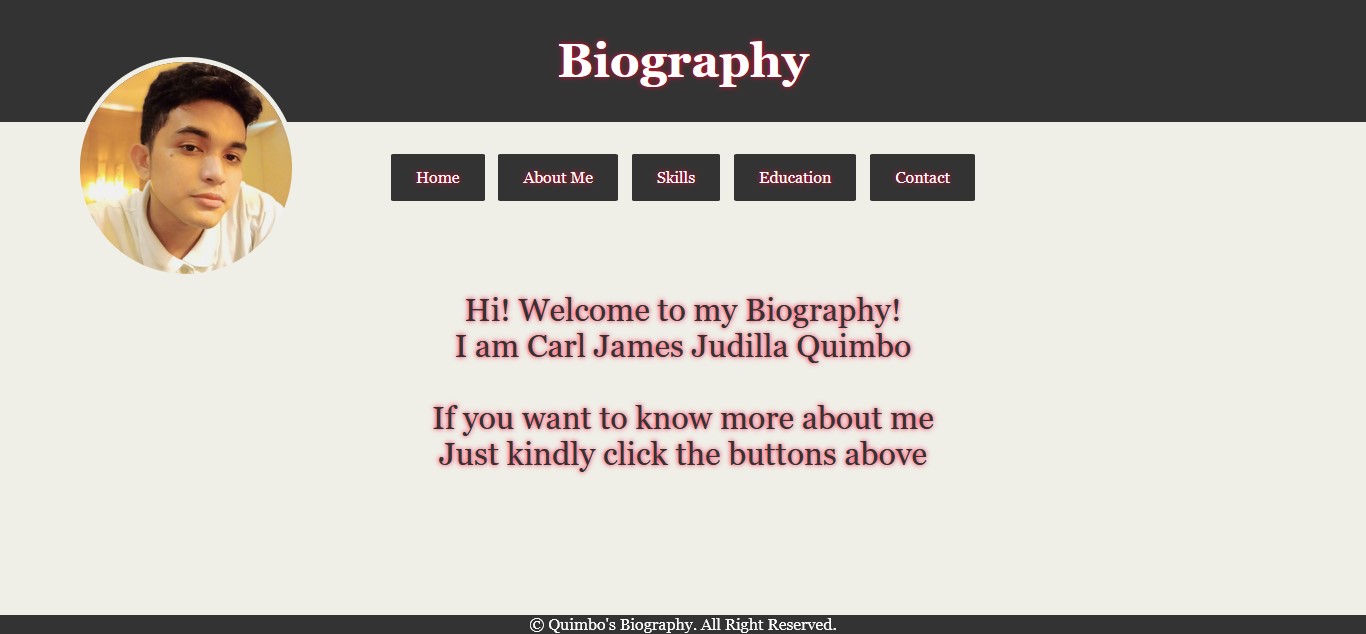 Biography
Home
About Me
Skills
Education
Contact
Hi! Welcome to my Biography!
I am Carl James Judilla Quimbo
If you want to know more about me
Just kindly click the buttons above
© Quimbo's Biography. All Right Reserved.